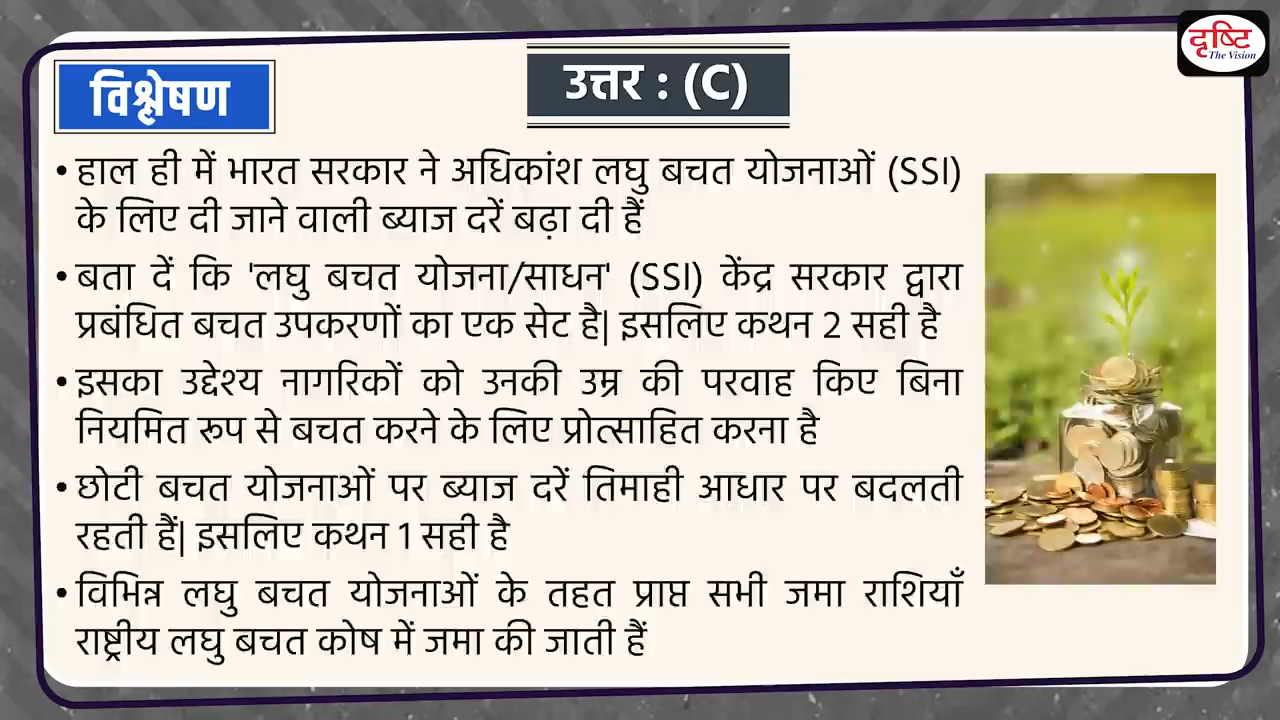 दृष्टि
The Vision
विश्लेषण
उत्तर : (C)
• हाल ही में भारत सरकार ने अधिकांश लघु बचत योजनाओं (SSI)
के लिए दी जाने वाली ब्याज दरें बढ़ा दी हैं
• बता दें कि 'लघु बचत योजना/साधन' (SSI) केंद्र सरकार द्वारा
प्रबंधित बचत उपकरणों का एक सेट है| इसलिए कथन 2 सही है
• इसका उद्देश्य नागरिकों को उनकी उम्र की परवाह किए बिना
नियमित रूप से बचत करने के लिए प्रोत्साहित करना है
• छोटी बचत योजनाओं पर ब्याज दरें तिमाही आधार पर बदलती
रहती हैं| इसलिए कथन 1 सही है
• विभिन्न लघु बचत योजनाओं के तहत प्राप्त सभी जमा राशियाँ
राष्ट्रीय लघु बचत कोष में जमा की जाती हैं